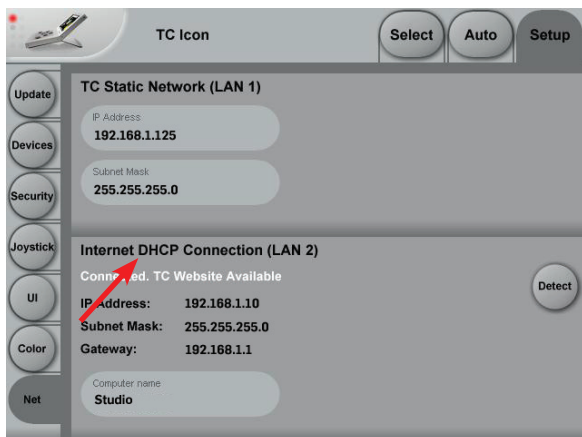 TC Icon
Select
Auto
Setup
Update
Devices
Security
Joystick
UI
Color
Net
TC Static Network (LAN 1)
IP Address
192.168.1.125
Subnet Mask
255.255.255.0
Internet DHCP Connection (LAN 2)
Connected. TC Website Available
IP Address: 192.168.1.10
Subnet Mask: 255.255.255.0
Gateway: 192.168.1.1
Detect
Computer name
Studio